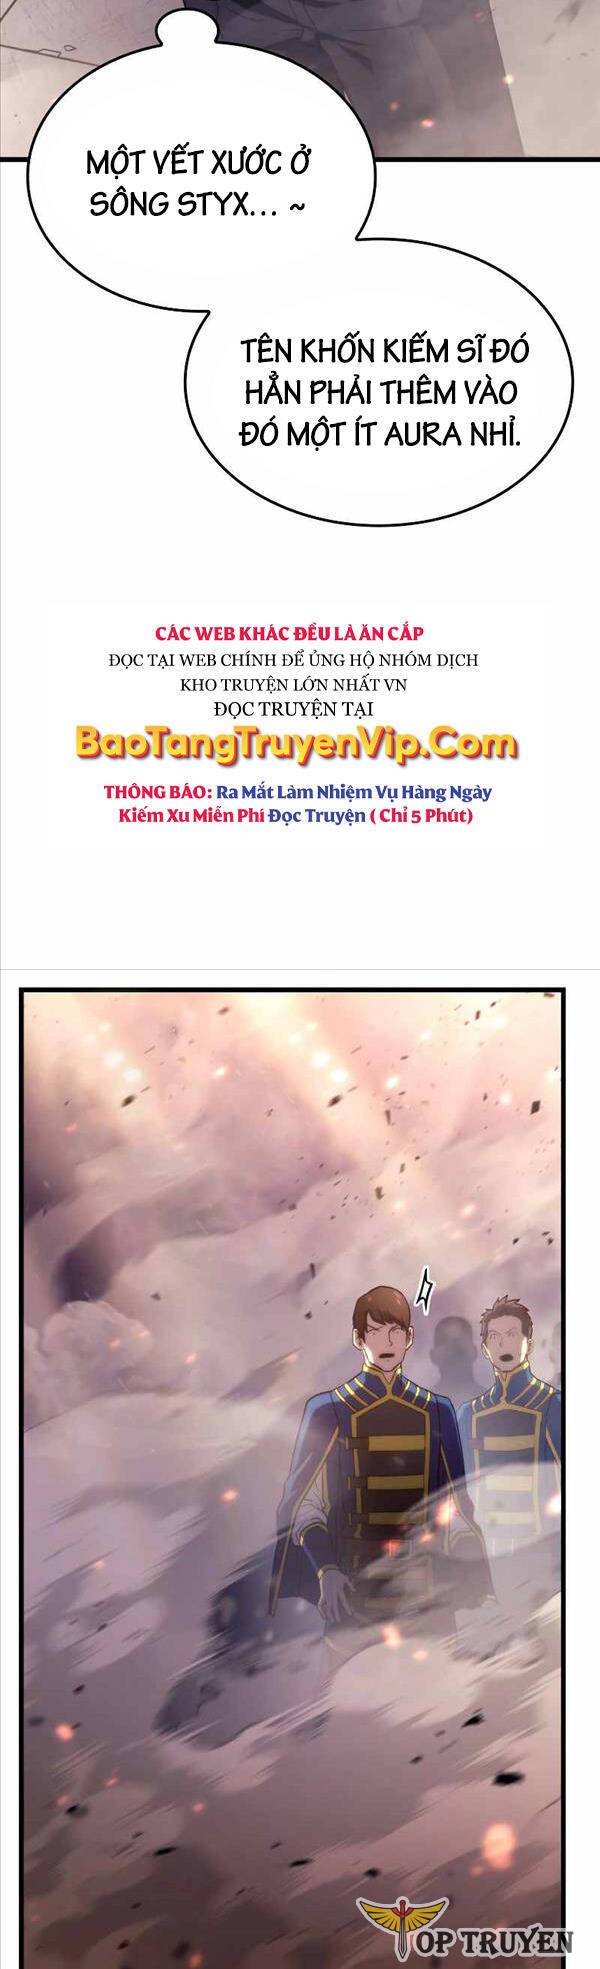 MỘT VẾT XƯỚC Ở
SÔNG STYX... ~
TÊN KHỐN KIẾM SĨ ĐÓ
HẲN PHẢI THÊM VÀO
ĐÓ MỘT ÍT AURA NHỈ.
CÁC WEB KHÁC ĐỀU LÀ ĂN CẮP
ĐỌC TẠI WEB CHÍNH ĐỂ ỦNG HỘ NHÓM DỊCH
KHO TRUYỆN LỚN NHẤT VN
ĐỌC TRUYỆN TẠI
BaoTangTruyenVip.Com
THÔNG BÁO: Ra Mắt Làm Nhiệm Vụ Hàng Ngày
Kiếm Xu Miễn Phí Đọc Truyện ( Chỉ 5 Phút)
TOP TRUYEN